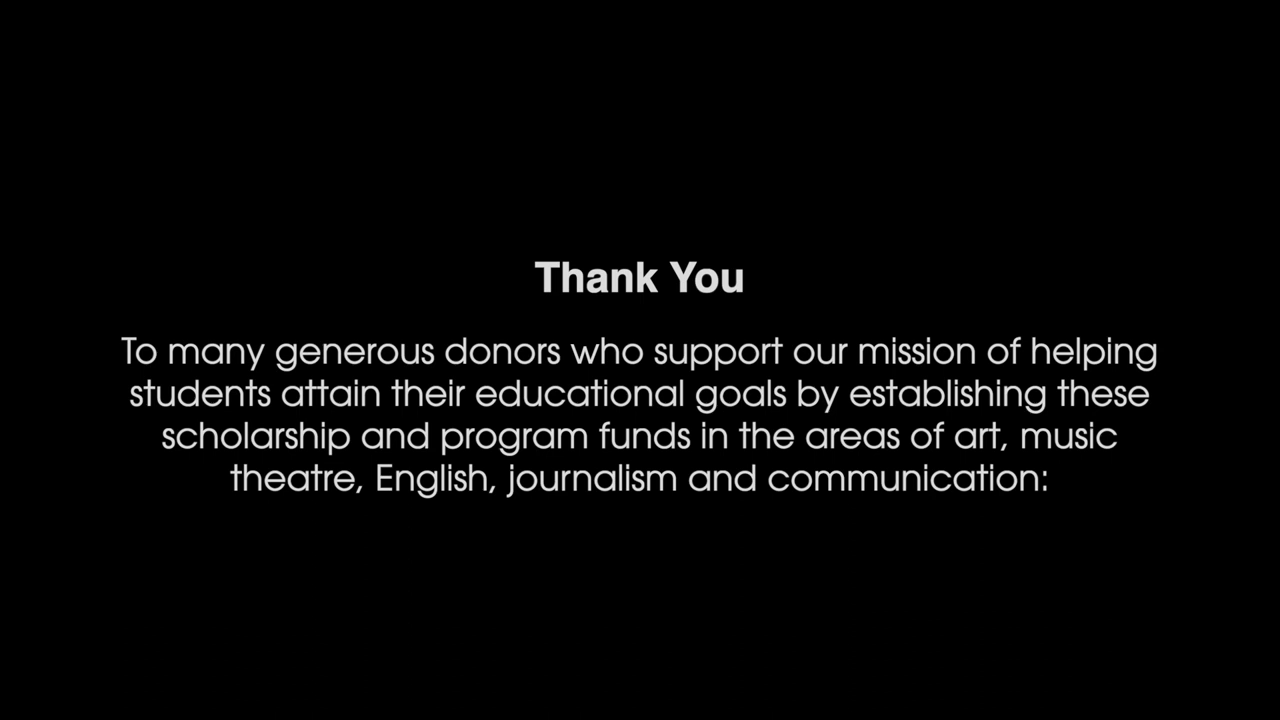 Thank You
To many generous donors who support our mission of helping
students attain their educational goals by establishing these
scholarship and program funds in the areas of art, music
theatre, English, journalism and communication: